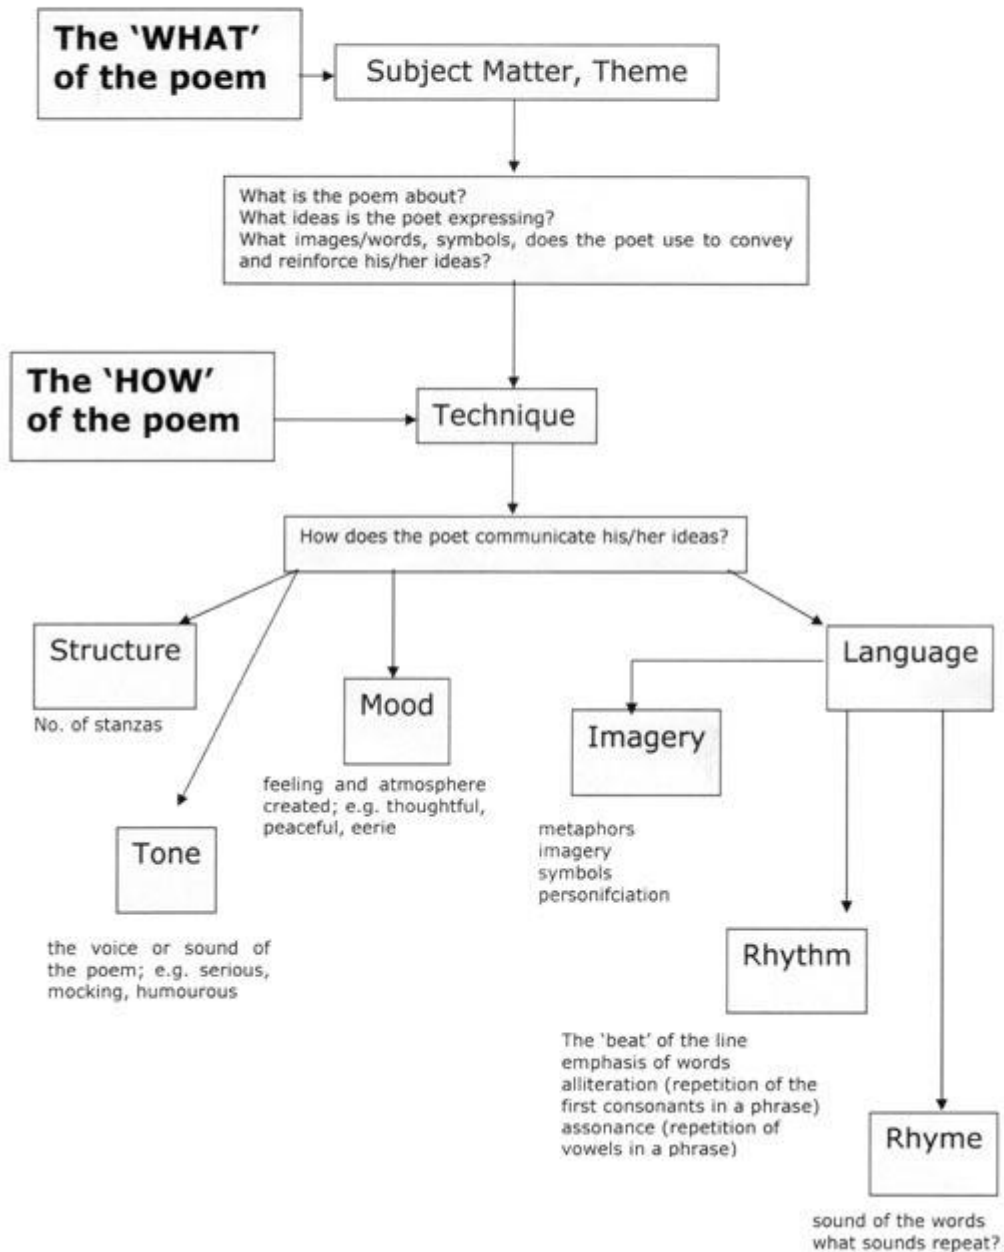 The ‘WHAT’
of the poem
Subject Matter, Theme
What is the poem about?
What ideas is the poet expressing?
What images/words, symbols, does the poet use to convey
and reinforce his/her ideas?
The ‘HOW’
of the poem
Technique
How does the poet communicate his/her ideas?
Structure
No. of stanzas
Tone
the voice or sound of
the poem; e.g. serious,
mocking, humourous
Mood
feeling and atmosphere
created; e.g. thoughtful,
peaceful, eerie
Language
Imagery
metaphors
imagery
symbols
personifciation
Rhythm
The ‘beat’ of the line
emphasis of words
alliteration (repetition of the
first consonants in a phrase)
assonance (repetition of
vowels in a phrase)
Rhyme
sound of the words
what sounds repeat?